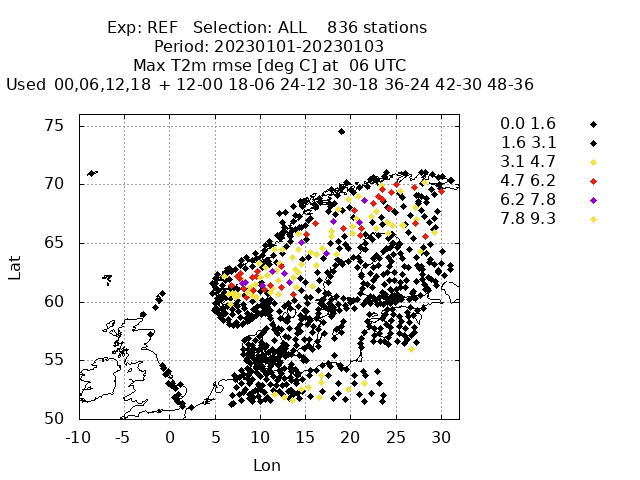 Exp: REF   Selection: ALL    836 stations
Period: 20230101-20230103
Max T2m rmse [deg C] at  06 UTC
Used  00,06,12,18  + 12-00 18-06 24-12 30-18 36-24 42-30 48-36
0.0 1.6
1.6 3.1
3.1 4.7
4.7 6.2
6.2 7.8
7.8 9.3
75
70
65
60
55
50
Lat
-10 -5 0 5 10 15 20 25 30
Lon